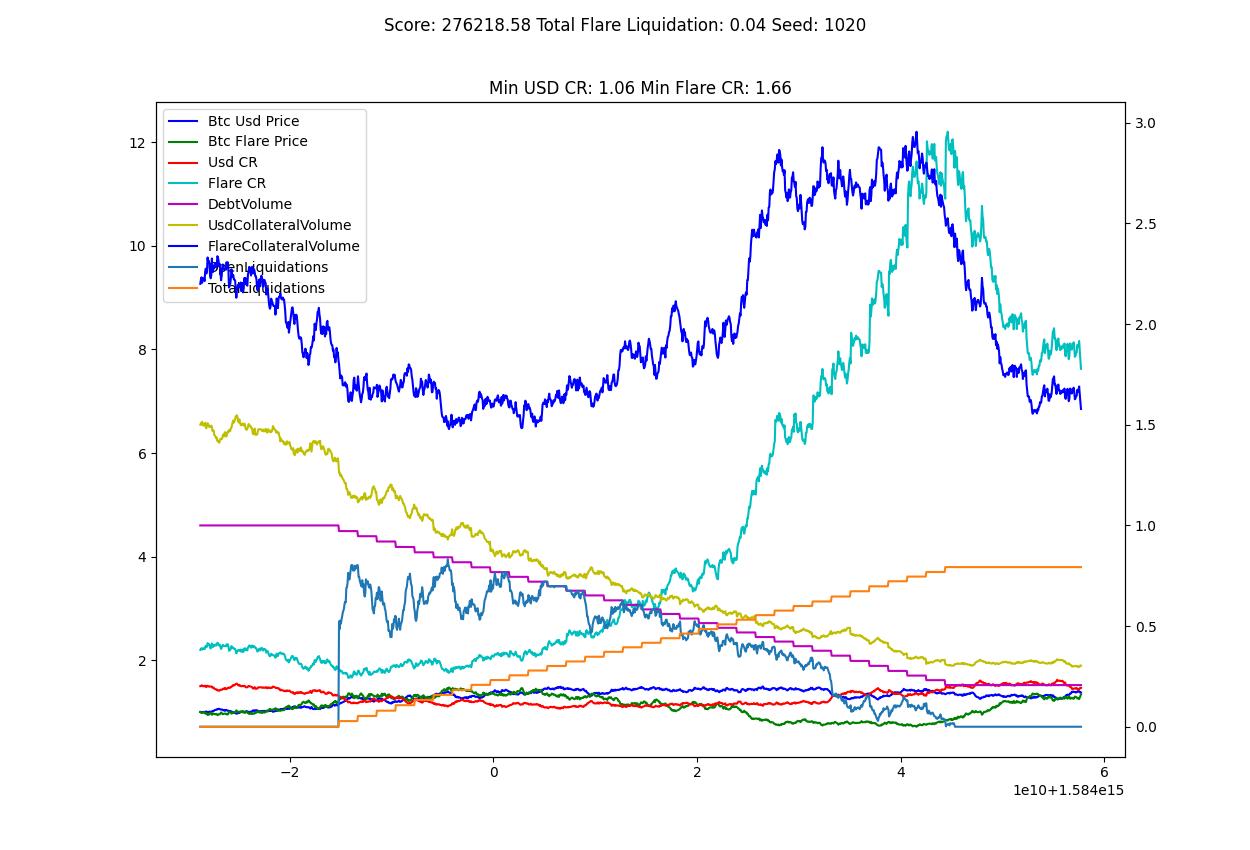 Score: 276218.58 Total Flare Liquidation: 0.04 Seed: 1020
Min USD CR: 1.06 Min Flare CR: 1.66
Btc Usd Price
Btc Flare Price
Usd CR
Flare CR
DebtVolume
UsdCollateralVolume
FlareCollateralVolume
OpenLiquidations
TotalLiquidations
12
10
8
6
4
2
3.0
2.5
2.0
1.5
1.0
0.5
0.0
−2
0
2
4
6
1e10+1.584e15